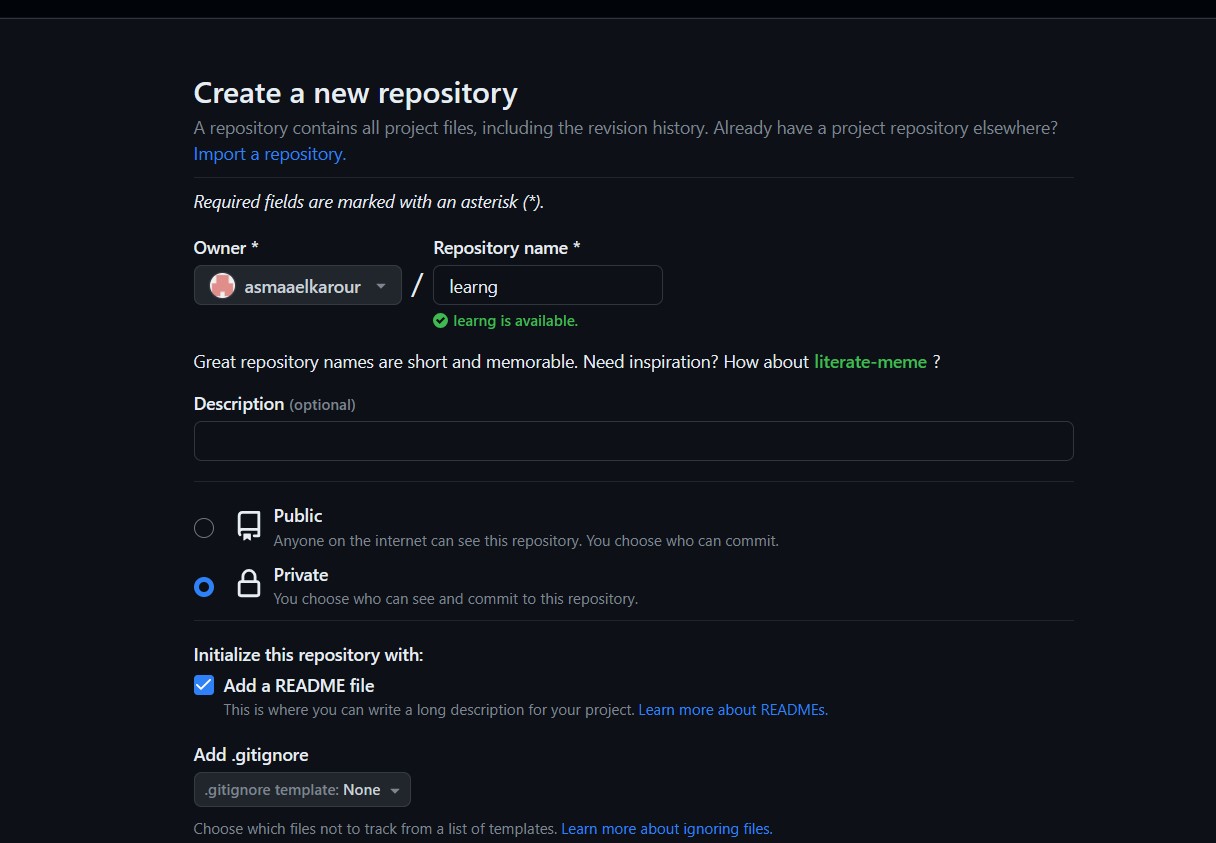 Create a new repository
A repository contains all project files, including the revision history. Already have a project repository elsewhere?
Import a repository.
Required fields are marked with an asterisk (*).
Owner * Repository name *
asmaaelkarour / learng
learng is available.
Great repository names are short and memorable. Need inspiration? How about literate-meme ?
Description (optional)
Public
Anyone on the internet can see this repository. You choose who can commit.
Private
You choose who can see and commit to this repository.
Initialize this repository with:
Add a README file
This is where you can write a long description for your project. Learn more about READMEs.
Add .gitignore
.gitignore template: None
Choose which files not to track from a list of templates. Learn more about ignoring files.